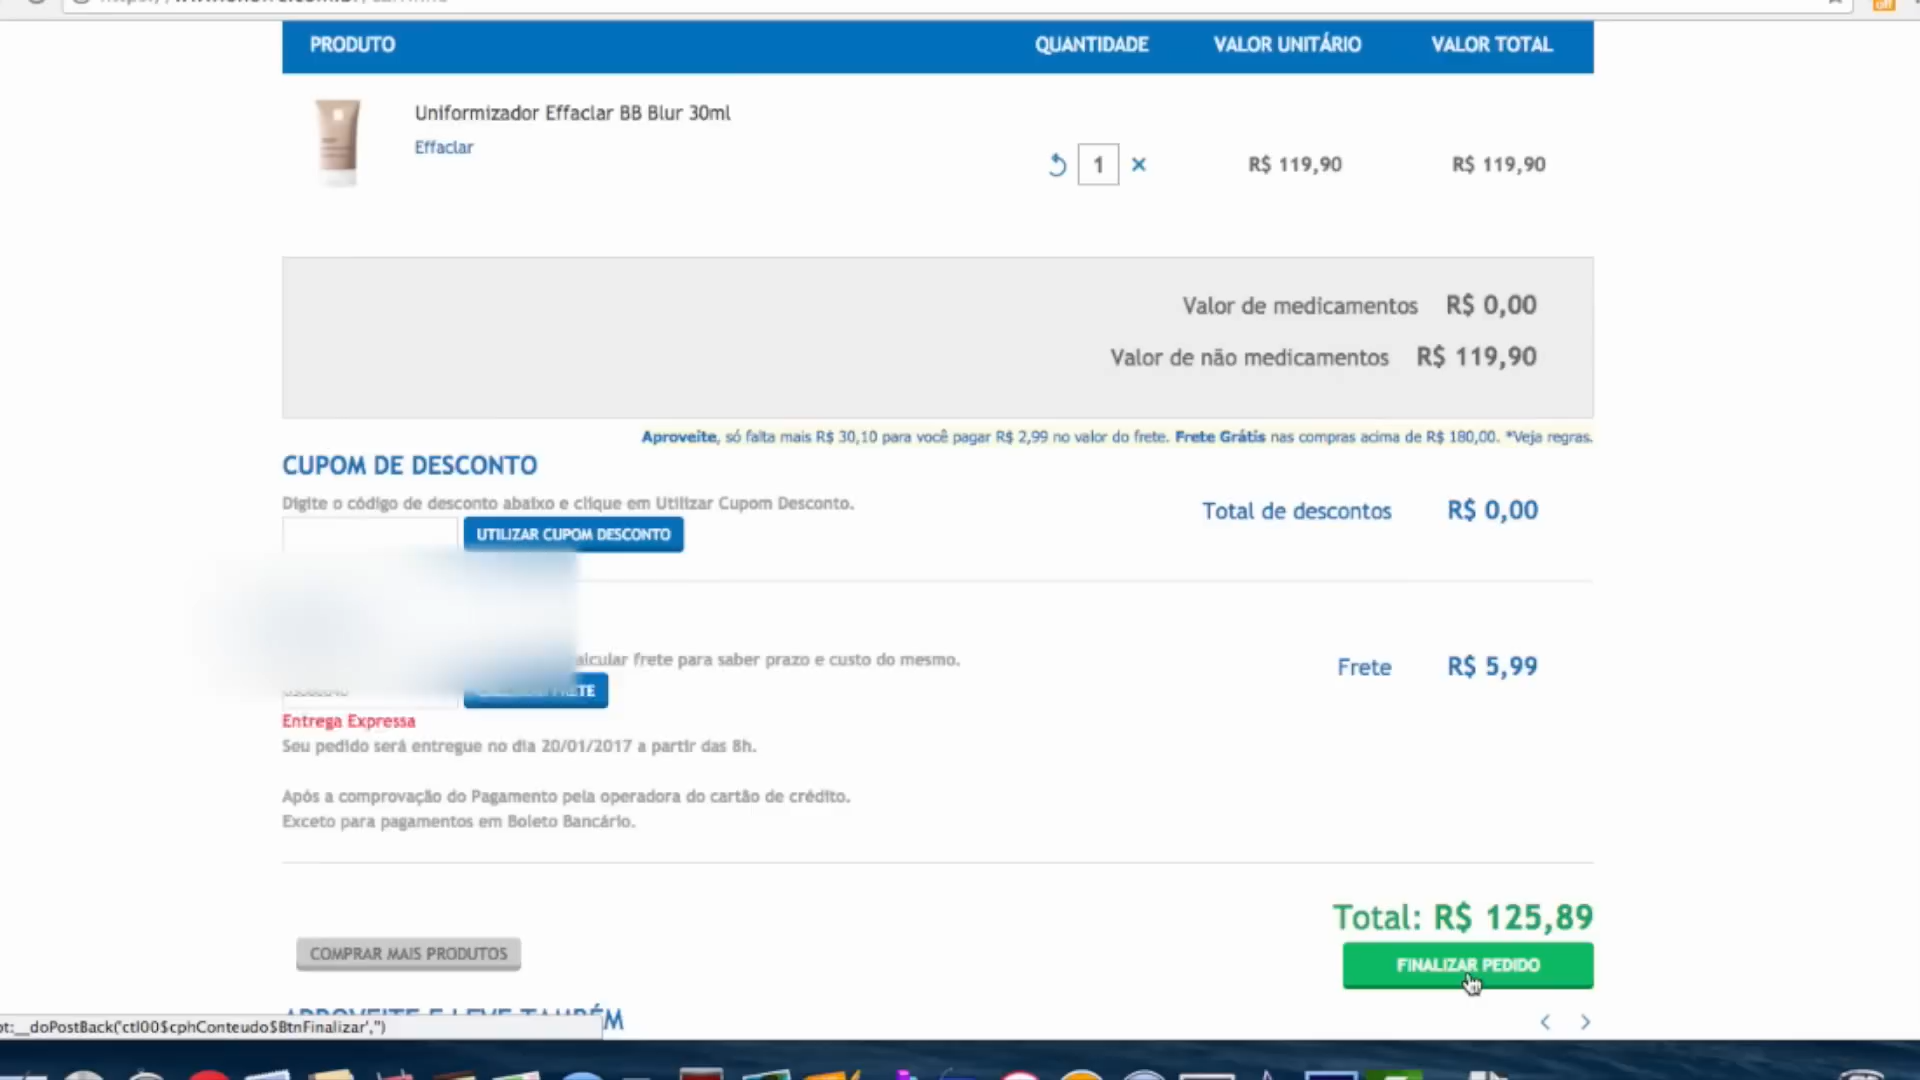 PRODUTO QUANTIDADE VALOR UNITÁRIO VALOR TOTAL
Uniformizador Effaclar BB Blur 30ml
Effaclar
1 R$ 119,90 R$ 119,90
Valor de medicamentos R$ 0,00
Valor de não medicamentos R$ 119,90
Aproveite, só falta mais R$ 30,10 para você pagar R$ 2,99 no valor do frete. Frete Grátis nas compras acima de R$ 180,00. *Veja regras.
CUPOM DE DESCONTO
Digite o código de desconto abaixo e clique em Utilizar Cupom Desconto.
UTILIZAR CUPOM DESCONTO
Total de descontos R$ 0,00
alcular frete para saber prazo e custo do mesmo.
Frete R$ 5,99
Entrega Expressa
Seu pedido será entregue no dia 20/01/2017 a partir das 8h.
Após a comprovação do Pagamento pela operadora do cartão de crédito.
Exceto para pagamentos em Boleto Bancário.
Total: R$ 125,89
COMPRAR MAIS PRODUTOS
FINALIZAR PEDIDO
APROVEITE E LEVE TAMBÉM
pt:__doPostBack('ctl00$cphConteudo$BtnFinalizar','')